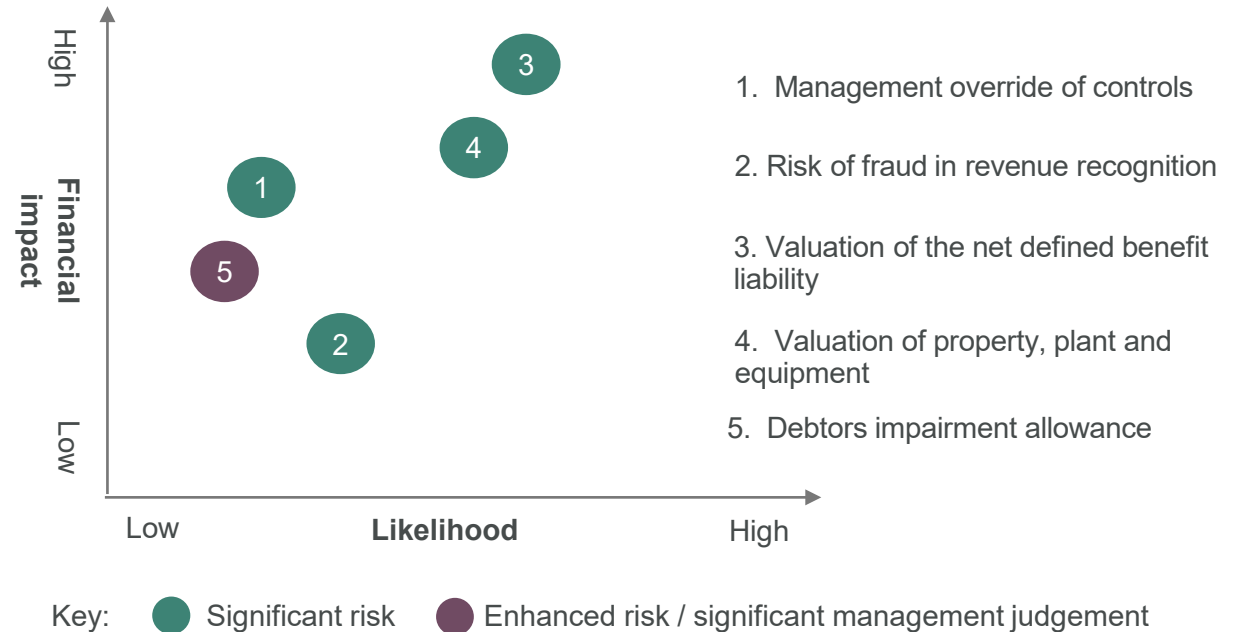 High
Financial
impact
Low
3
4
1
5
2
Low
Likelihood
High
1. Management override of controls
2. Risk of fraud in revenue recognition
3. Valuation of the net defined benefit
liability
4. Valuation of property, plant and
equipment
5. Debtors impairment allowance
Key:
Significant risk
Enhanced risk / significant management judgement